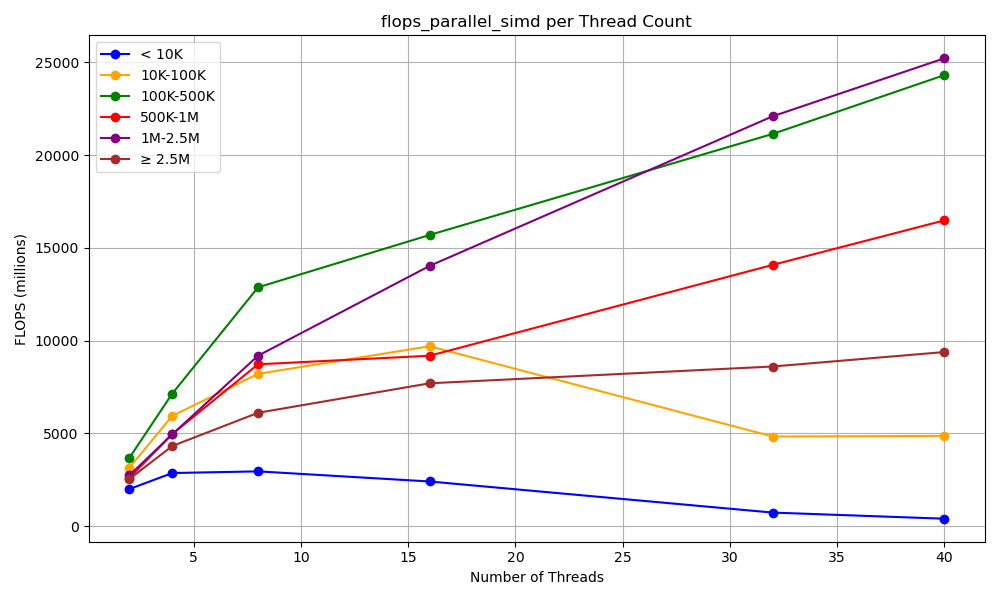 flops_parallel_simd per Thread Count
< 10K
10K-100K
100K-500K
500K-1M
1M-2.5M
≥ 2.5M
FLOPS (millions)
25000
20000
15000
10000
5000
0
5 10 15 20 25 30 35 40
Number of Threads